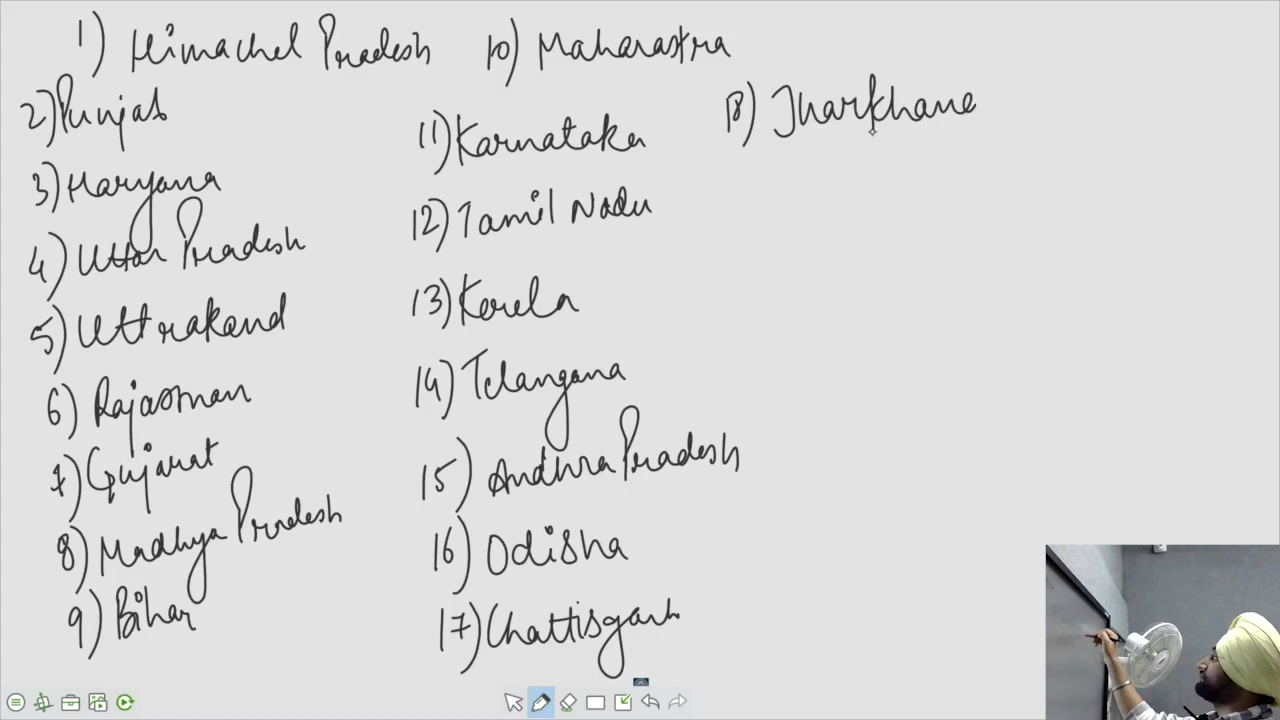 1) Himachel Pradesh
2) Punjab
3) Haryana
4) Uttar Pradesh
5) Uttrakand
6) Rajasthan
7) Gujarat
8) Madhya Pradesh
9) Bihar
10) Maharastra
11) Karnataka
12) Tamil Nadu
13) Kerela
14) Telangana
15) Andhra Pradesh
16) Odisha
17) Chattisgarh
18) Jharkhand